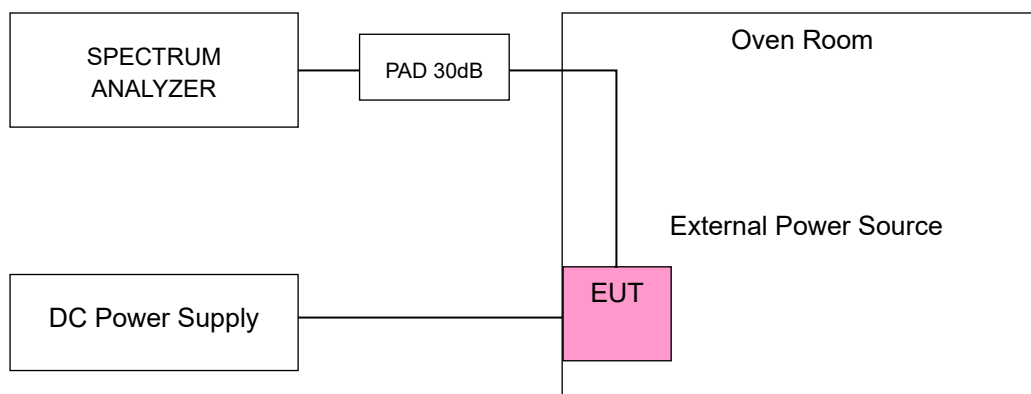 SPECTRUM
ANALYZER
PAD 30dB
Oven Room
External Power Source
EUT
DC Power Supply